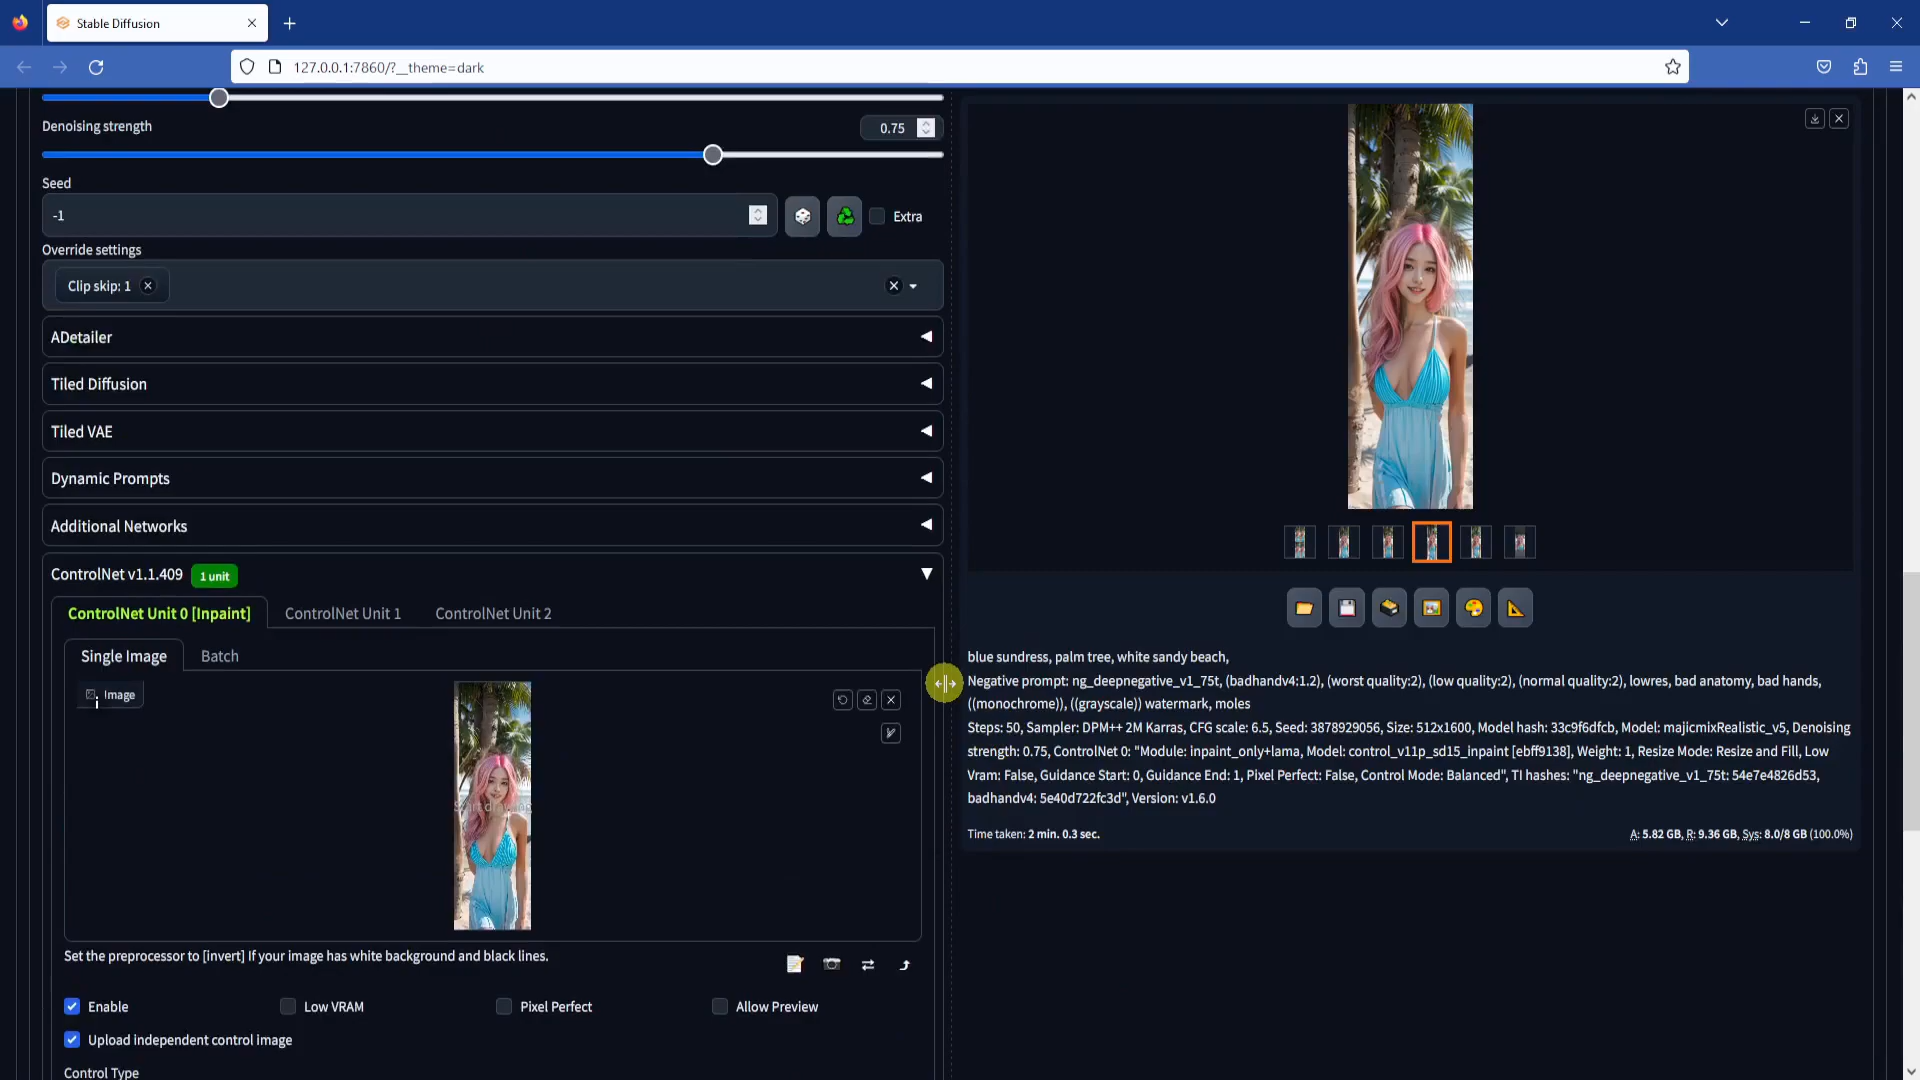 Stable Diffusion
127.0.0.1:7860/?__theme=dark
Denoising strength
0.75
Seed
-1
Extra
Override settings
Clip skip: 1
ADetailer
Tiled Diffusion
Tiled VAE
Dynamic Prompts
Additional Networks
ControlNet v1.1.409
1 unit
ControlNet Unit 0 [Inpaint]
ControlNet Unit 1
ControlNet Unit 2
Single Image
Batch
Image
Set the preprocessor to [invert] If your image has white background and black lines.
Enable
Low VRAM
Pixel Perfect
Allow Preview
Upload independent control image
Control Type
blue sundress, palm tree, white sandy beach,
Negative prompt: ng_deepnegative_v1_75t, (badhandv4:1.2), (worst quality:2), (low quality:2), (normal quality:2), lowres, bad anatomy, bad hands,
((monochrome)), ((grayscale)) watermark, moles
Steps: 50, Sampler: DPM++ 2M Karras, CFG scale: 6.5, Seed: 3878929056, Size: 512x1600, Model hash: 33c9f6dfcb, Model: majicmixRealistic_v5, Denoising
strength: 0.75, ControlNet 0: "Module: inpaint_only+lama, Model: control_v11p_sd15_inpaint [ebff9138], Weight: 1, Resize Mode: Resize and Fill, Low
Vram: False, Guidance Start: 0, Guidance End: 1, Pixel Perfect: False, Control Mode: Balanced", TI hashes: "ng_deepnegative_v1_75t: 54e7e4826d53,
badhandv4: 5e40d722fc3d", Version: v1.6.0
Time taken: 2 min. 0.3 sec.
A: 5.82 GB, R: 9.36 GB, Sys: 8.0/8 GB (100.0%)